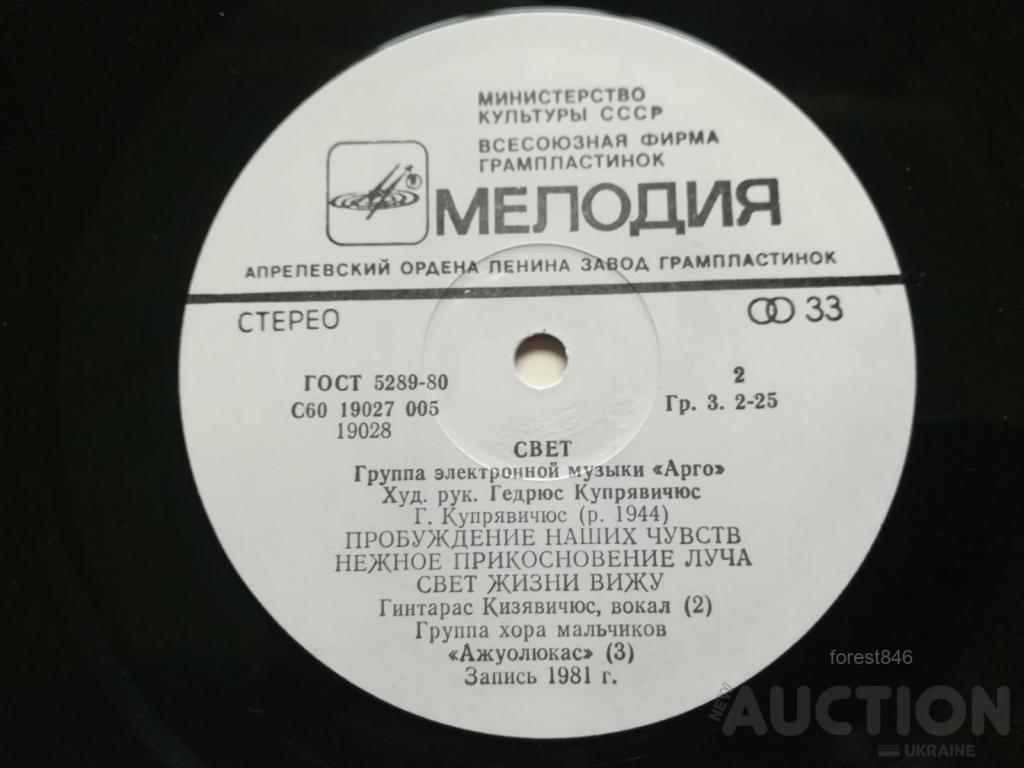 МИНИСТЕРСТВО
КУЛЬТУРЫ СССР
ВСЕСОЮЗНАЯ ФИРМА
ГРАМПЛАСТИНОК
МЕЛОДИЯ
АПРЕЛЕВСКИЙ ОРДЕНА ЛЕНИНА ЗАВОД ГРАМПЛАСТИНОК
СТЕРЕО
33
ГОСТ 5289-80
2
С60 19027 005
Гр. 3. 2-25
19028
СВЕТ
Группа электронной музыки «Арго»
Худ. рук. Гедрюс Купрявичюс
Г. Купрявичюс (р. 1944)
ПРОБУЖДЕНИЕ НАШИХ ЧУВСТВ
НЕЖНОЕ ПРИКОСНОВЕНИЕ ЛУЧА
СВЕТ ЖИЗНИ ВИЖУ
Гинтарас Кизявичюс, вокал (2)
Группа хора мальчиков
«Ажуолюкас» (3)
Запись 1981 г.
forest846
NEW
AUCTION
UKRAINE